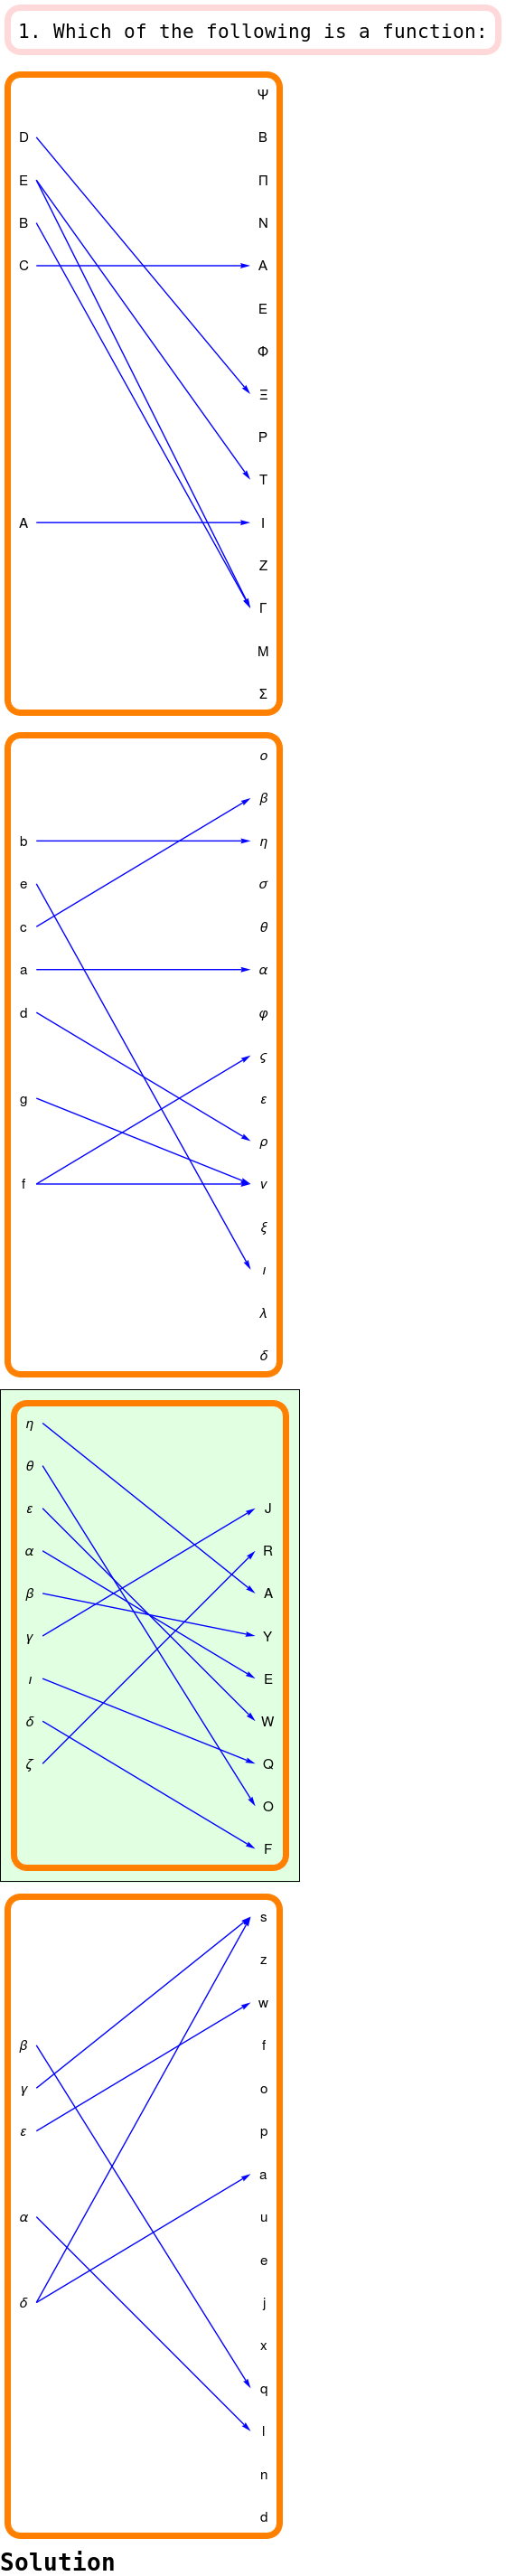 1. Which of the following is a function:
Ψ
D Β
E Π
B Ν
C Α
Ε
Φ
Ξ
Ρ
Τ
A Ι
Ζ
Γ
Μ
Σ
ο
β
b η
e σ
c θ
a α
d φ
ς
g ε
ρ
f ν
ξ
ι
λ
δ
η
θ
ε J
α R
β A
γ Y
ι E
δ W
ζ Q
O
F
s
z
w
β f
γ o
ε p
a
α u
e
δ j
x
q
l
n
d
Solution